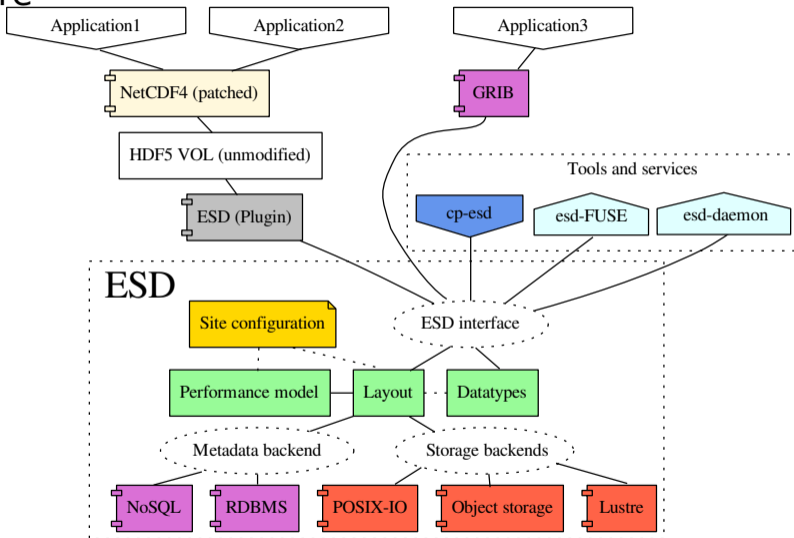 Application1
Application2
Application3
NetCDF4 (patched)
GRIB
HDF5 VOL (unmodified)
Tools and services
ESD (Plugin)
cp-esd
esd-FUSE
esd-daemon
ESD
Site configuration
ESD interface
Performance model
Layout
Datatypes
Metadata backend
Storage backends
NoSQL
RDBMS
POSIX-IO
Object storage
Lustre